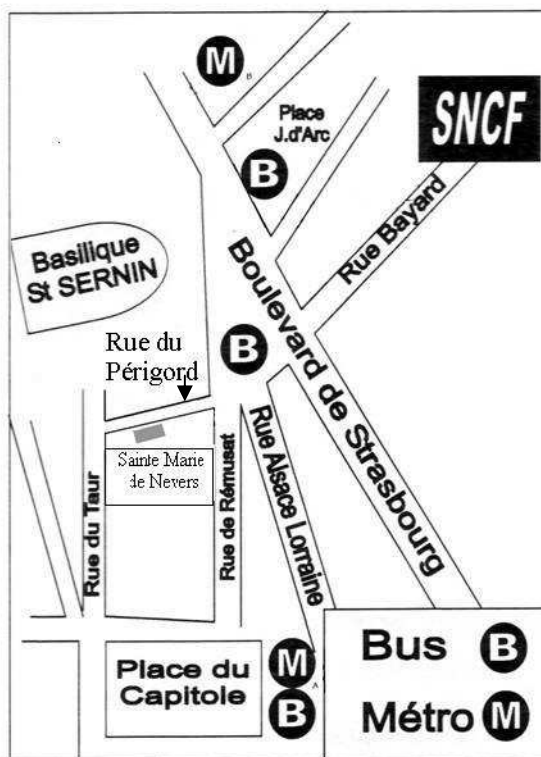 M
B
Place
J.d'Arc
SNCF
B
Rue Bayard
Basilique
St SERNIN
Boulevard de Strasbourg
Rue du
Périgord
B
Sainte Marie
de Nevers
Rue du Taur
Rue de Rémusat
Rue Alsace Lorraine
Place du
Capitole
M
A
B
Bus B
Métro M